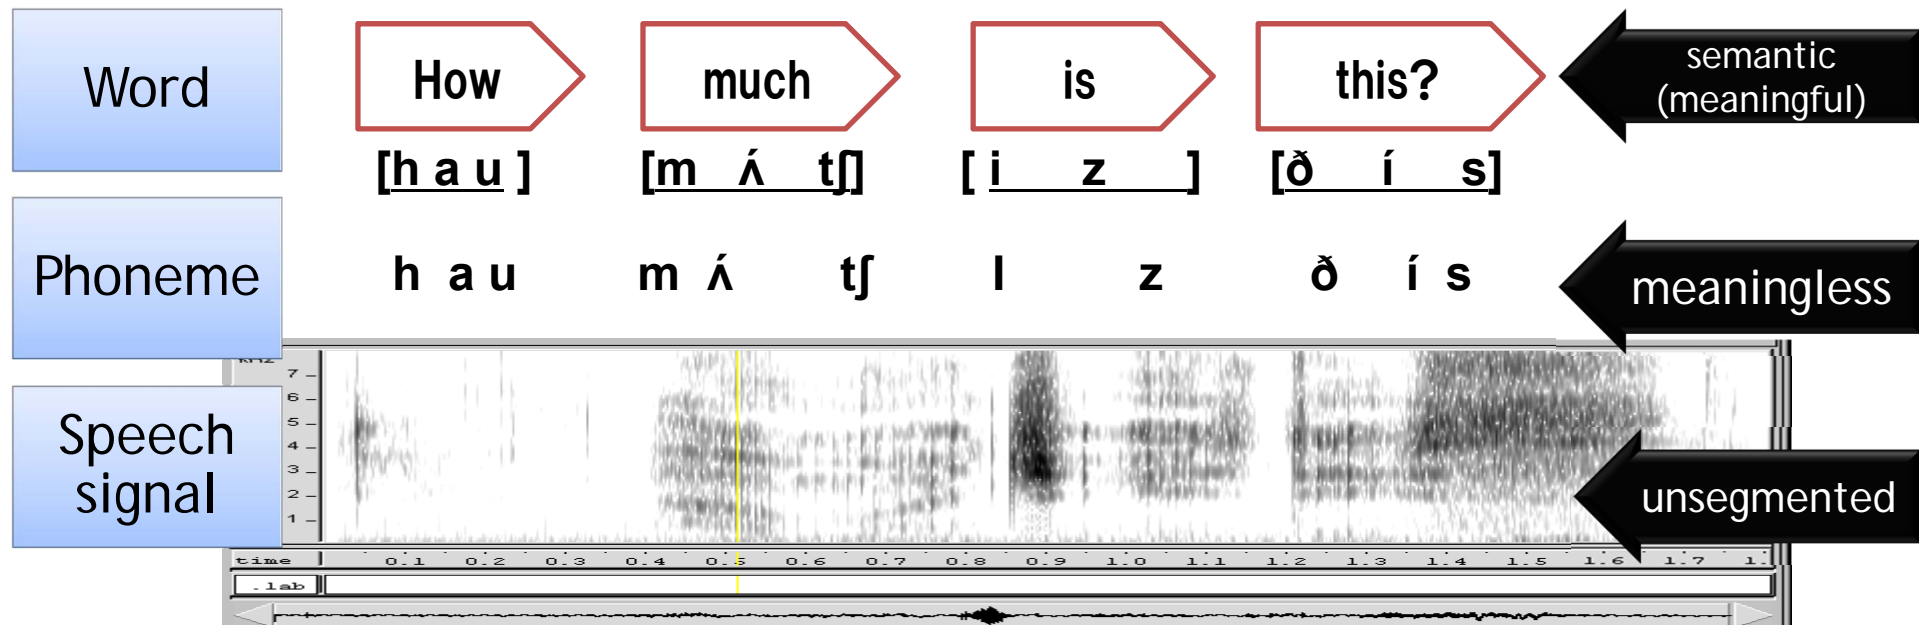 Word
How much is this?
semantic
(meaningful)
[h a u ] [m ʌ́ tʃ] [ i z ] [ð í s]
Phoneme
h a u m ʌ́ tʃ I z ð í s
meaningless
Speech
signal
7
6
5
4
3
2
1
unsegmented
time 0.1 0.2 0.3 0.4 0.5 0.6 0.7 0.8 0.9 1.0 1.1 1.2 1.3 1.4 1.5 1.6 1.7
.lab